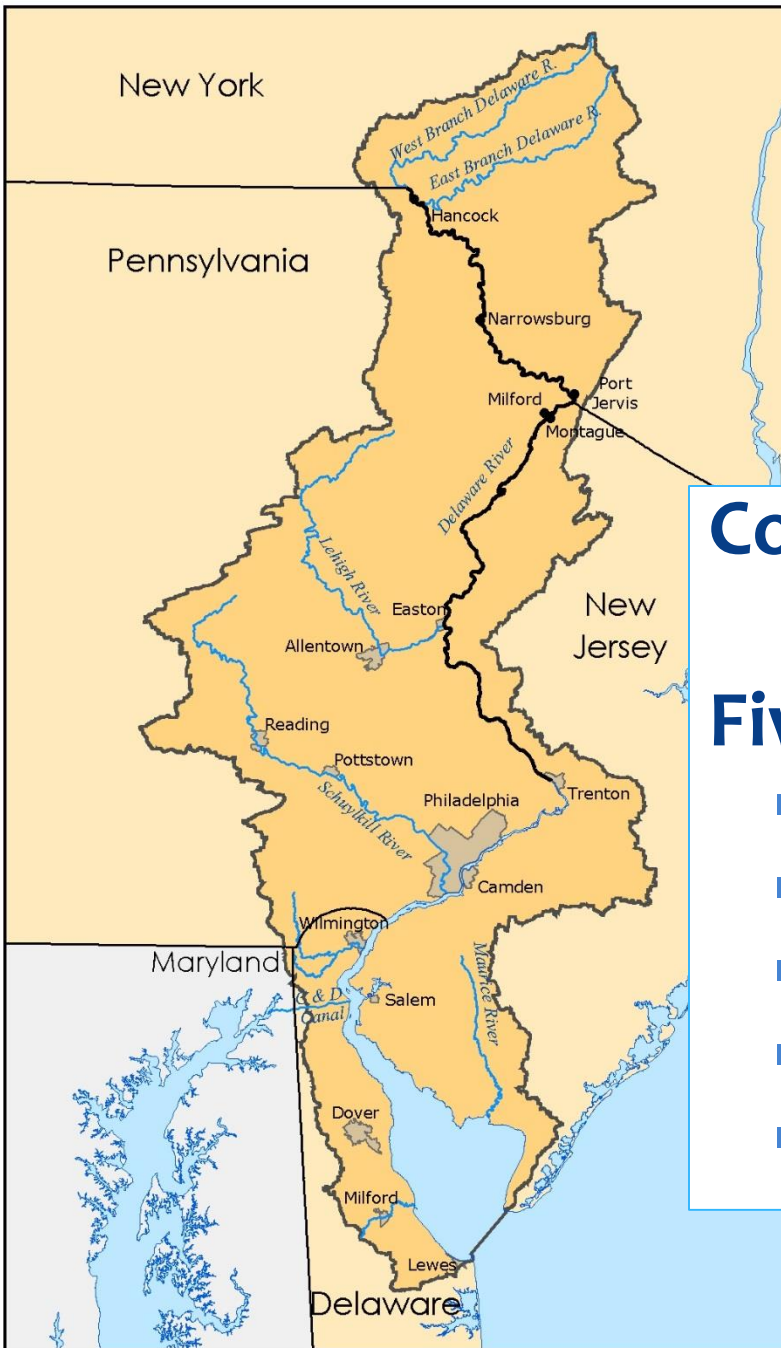 New York
West Branch Delaware R.
East Branch Delaware R.
Hancock
Pennsylvania
Narrowsburg
Port
Jervis
Milford
Montague
Delaware River
Lehigh River
Easton
New
Jersey
Allentown
Reading
Pottstown
Schuylkill River
Philadelphia
Trenton
Camden
Wilmington
Maryland
C & D
Canal
Salem
Maurice River
Dover
Milford
Lewes
Delaware